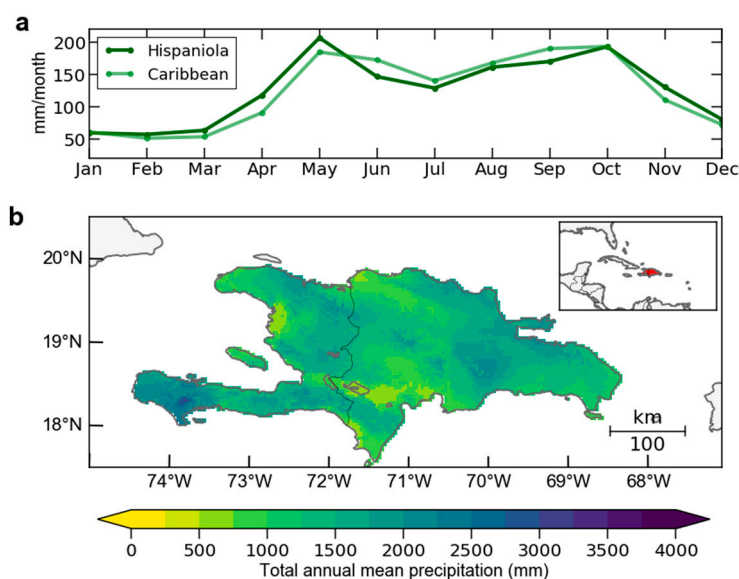 a
200
150
100
50
mm/month
Hispaniola
Caribbean
Jan Feb Mar Apr May Jun Jul Aug Sep Oct Nov Dec
b
20°N
19°N
18°N
km
100
74°W 73°W 72°W 71°W 70°W 69°W 68°W
0 500 1000 1500 2000 2500 3000 3500 4000
Total annual mean precipitation (mm)